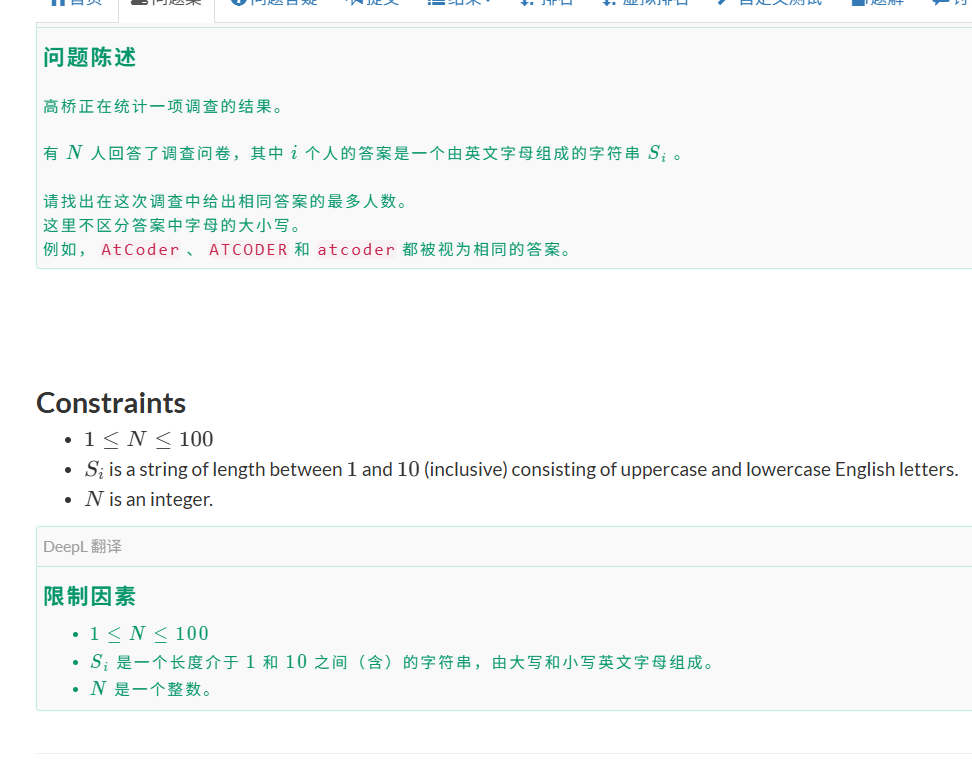 问题陈述
高桥正在统计一项调查的结果。
有 N 人回答了调查问卷，其中 i 个人的答案是一个由英文字母组成的字符串 Sᵢ 。
请找出在这次调查中给出相同答案的最多人数。
这里不区分答案中字母的大小写。
例如， AtCoder 、 ATCODER 和 atcoder 都被视为相同的答案。
Constraints
• 1 ≤ N ≤ 100
• Sᵢ is a string of length between 1 and 10 (inclusive) consisting of uppercase and lowercase English letters.
• N is an integer.
DeepL 翻译
限制因素
• 1 ≤ N ≤ 100
• Sᵢ 是一个长度介于 1 和 10 之间（含）的字符串，由大写和小写英文字母组成。
• N 是一个整数。